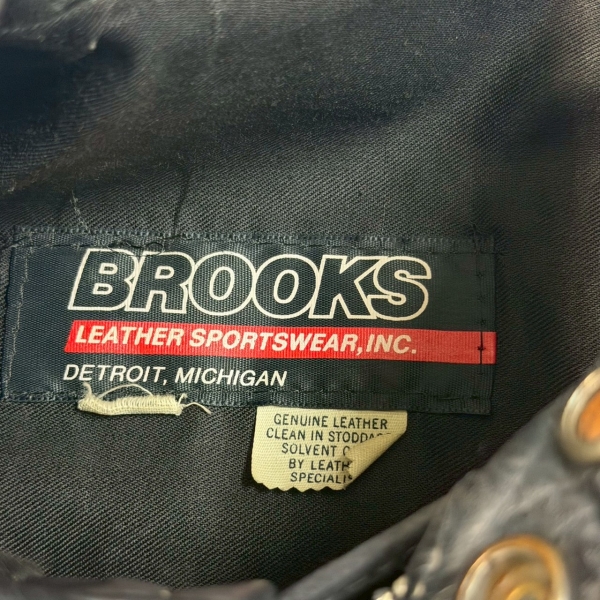 BROOKS
LEATHER SPORTSWEAR, INC.
DETROIT, MICHIGAN
GENUINE LEATHER
CLEAN IN
SOLVENT
BY